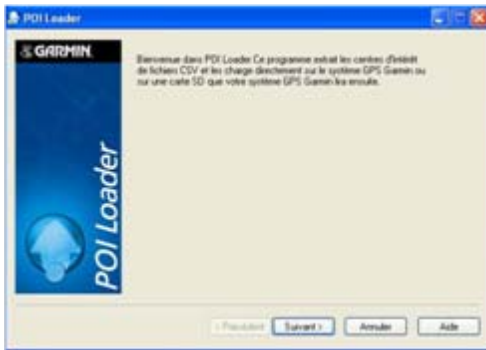 POI Loader
GARMIN
POI Loader
Bienvenue dans POI Loader Ce programme extrait les centres d'intérêt
de fichiers CSV et les charge directement sur le système GPS Garmin ou
sur une carte SD que votre système GPS Garmin lira ensuite.
< Précédent Suivant > Annuler Aide